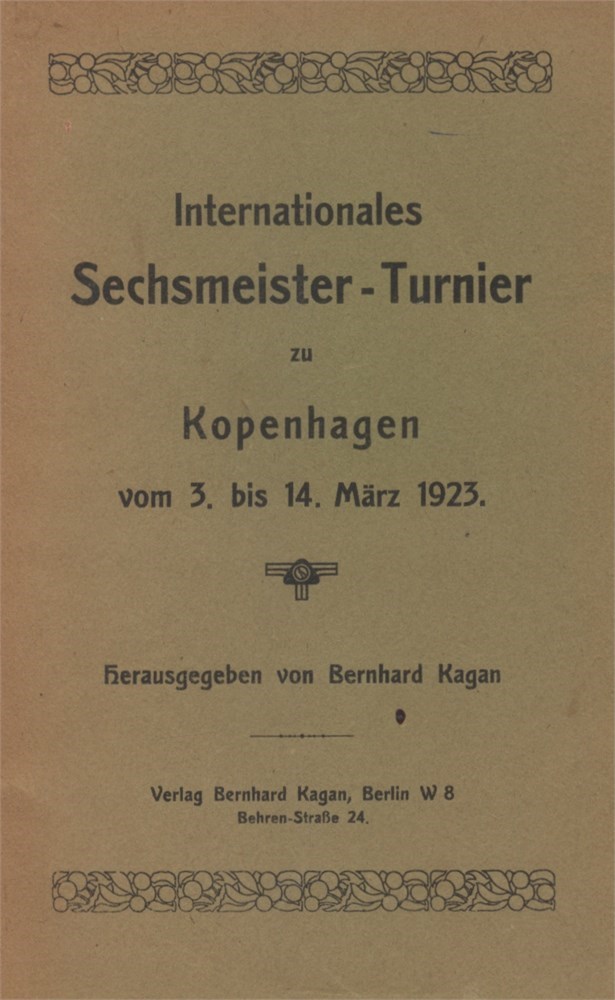 Internationales
Sechsmeister-Turnier
zu
Kopenhagen
vom 3. bis 14. März 1923.
Herausgegeben von Bernhard Kagan
Verlag Bernhard Kagan, Berlin W 8
Behren-Straße 24.